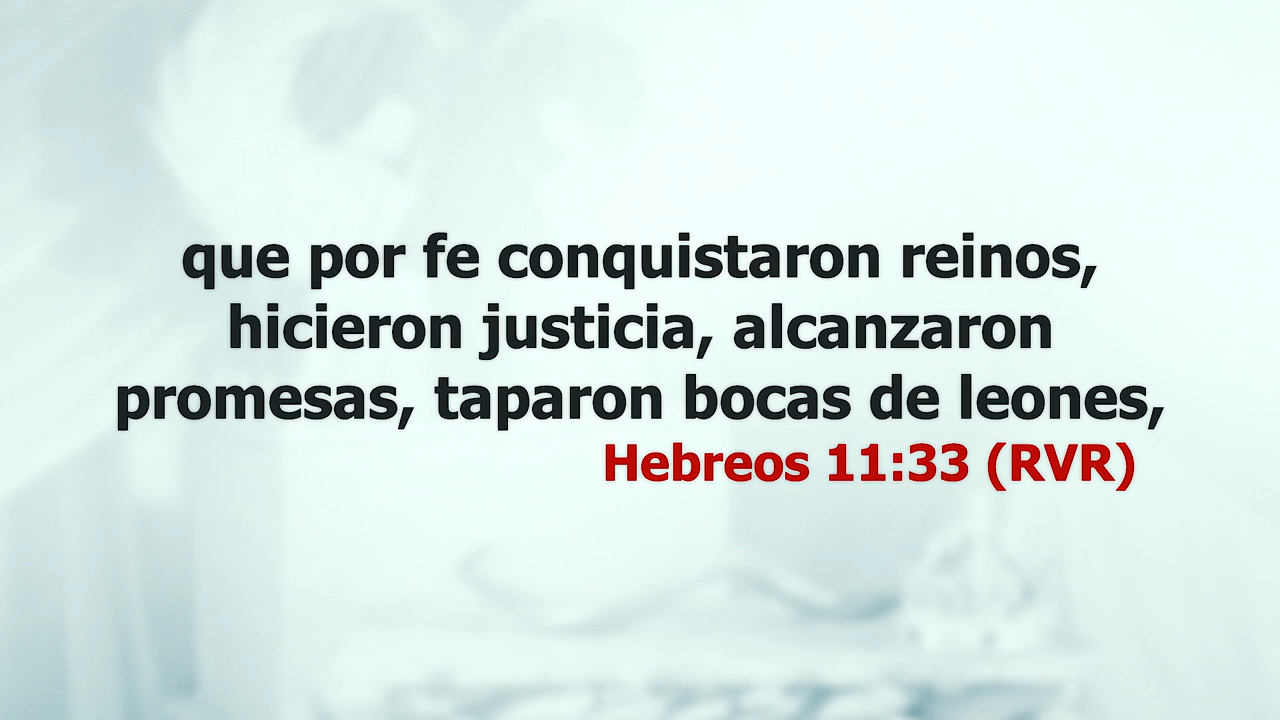 que por fe conquistaron reinos,
hicieron justicia, alcanzaron
promesas, taparon bocas de leones,
Hebreos 11:33 (RVR)